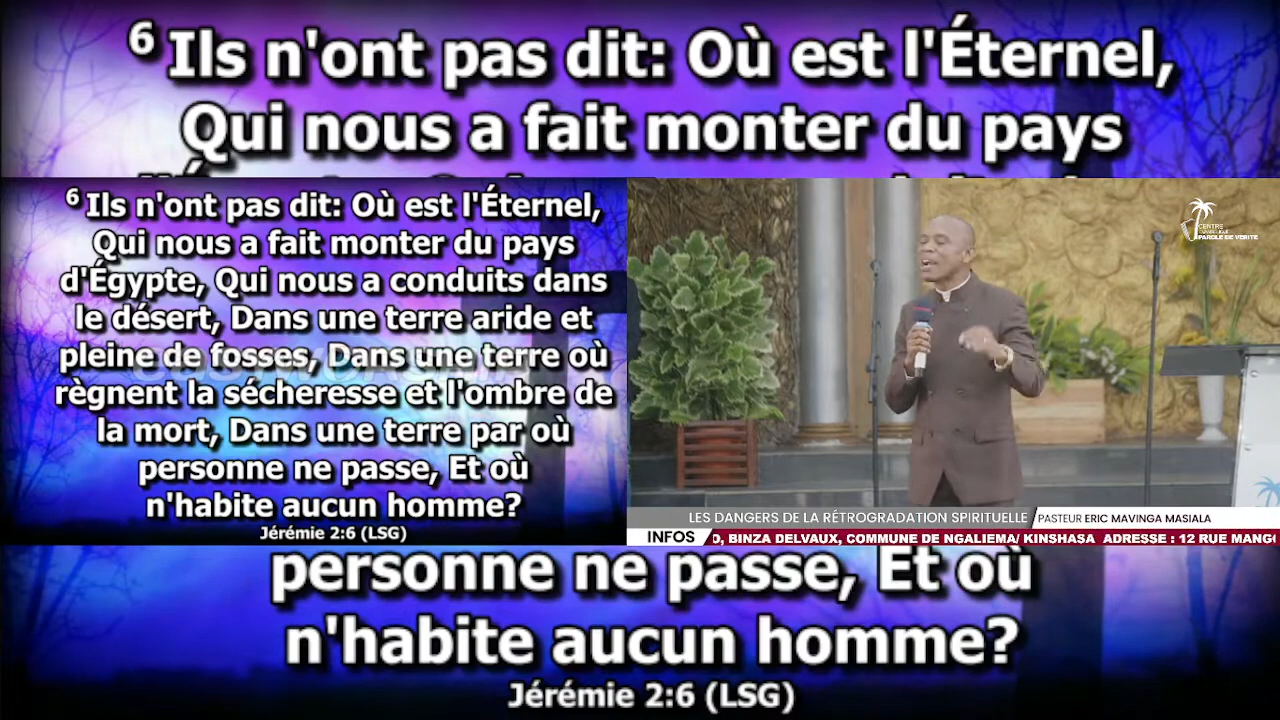 6 Ils n'ont pas dit: Où est l'Éternel,
Qui nous a fait monter du pays
6 Ils n'ont pas dit: Où est l'Éternel,
Qui nous a fait monter du pays
d'Égypte, Qui nous a conduits dans
le désert, Dans une terre aride et
pleine de fosses, Dans une terre où
règnent la sécheresse et l'ombre de
la mort, Dans une terre par où
personne ne passe, Et où
n'habite aucun homme?
Jérémie 2:6 (LSG)
CENTRE
PAROLE DE VERITE
LES DANGERS DE LA RÉTROGRADATION SPIRITUELLE
PASTEUR ERIC MAVINGA MASIALA
INFOS
O, BINZA DELVAUX, COMMUNE DE NGALIEMA/ KINSHASA ADRESSE : 12 RUE MANGO
personne ne passe, Et où
n'habite aucun homme?
Jérémie 2:6 (LSG)